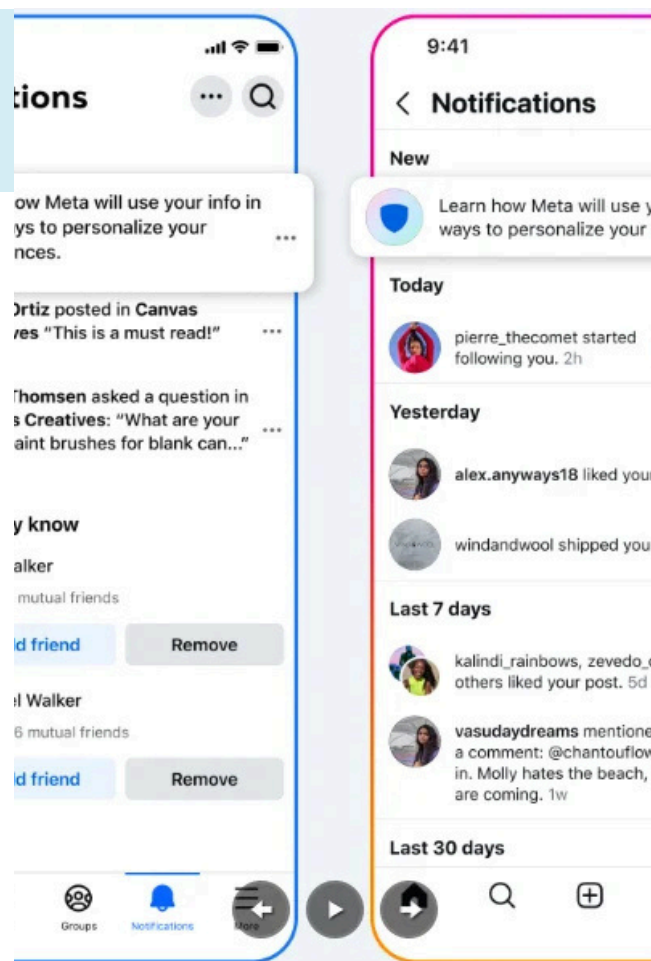 tions
ow Meta will use your info in
ys to personalize your
nces.
Ortiz posted in Canvas
ves “This is a must read!”
Thomsen asked a question in
s Creatives: “What are your
aint brushes for blank can...”
y know
alker
mutual friends
d friend
Remove
el Walker
6 mutual friends
d friend
Remove
Groups
Notifications
More
9:41
Notifications
New
Learn how Meta will use y
ways to personalize your
Today
pierre_thecomet started
following you. 2h
Yesterday
alex.anyways18 liked your
windandwool shipped you
Last 7 days
kalindi_rainbows, zevedo_
others liked your post. 5d
vasudaydreams mentione
a comment: @chantouflow
in. Molly hates the beach,
are coming. 1w
Last 30 days